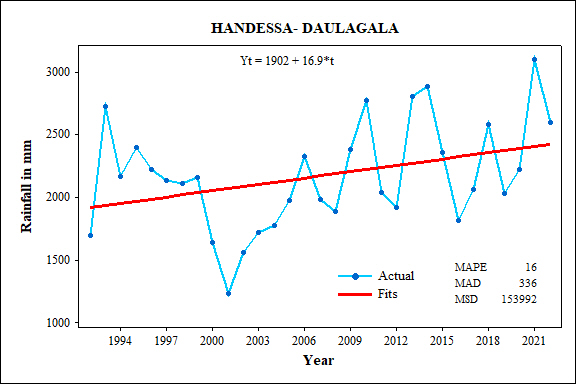 HANDESSA- DAULAGALA
Yt = 1902 + 16.9*t
3000
2500
2000
1500
1000
Rainfall in mm
Actual
Fits
MAPE 16
MAD 336
MSD 153992
1994 1997 2000 2003 2006 2009 2012 2015 2018 2021
Year